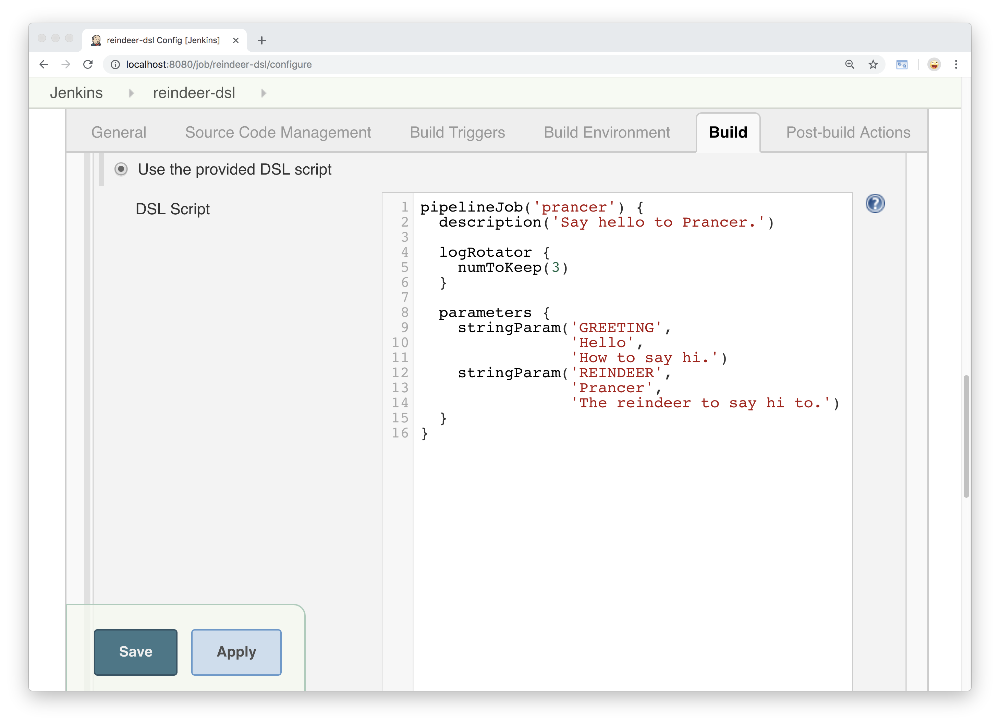 reindeer-dsl Config [Jenkins]
localhost:8080/job/reindeer-dsl/configure
Jenkins reindeer-dsl
General Source Code Management Build Triggers Build Environment Build Post-build Actions
Use the provided DSL script
DSL Script
1 pipelineJob('prancer') {
2   description('Say hello to Prancer.')
3
4   logRotator {
5     numToKeep(3)
6   }
7
8   parameters {
9     stringParam('GREETING',
10                 'Hello',
11                 'How to say hi.')
12     stringParam('REINDEER',
13                 'Prancer',
14                 'The reindeer to say hi to.')
15   }
16 }
?
Save Apply